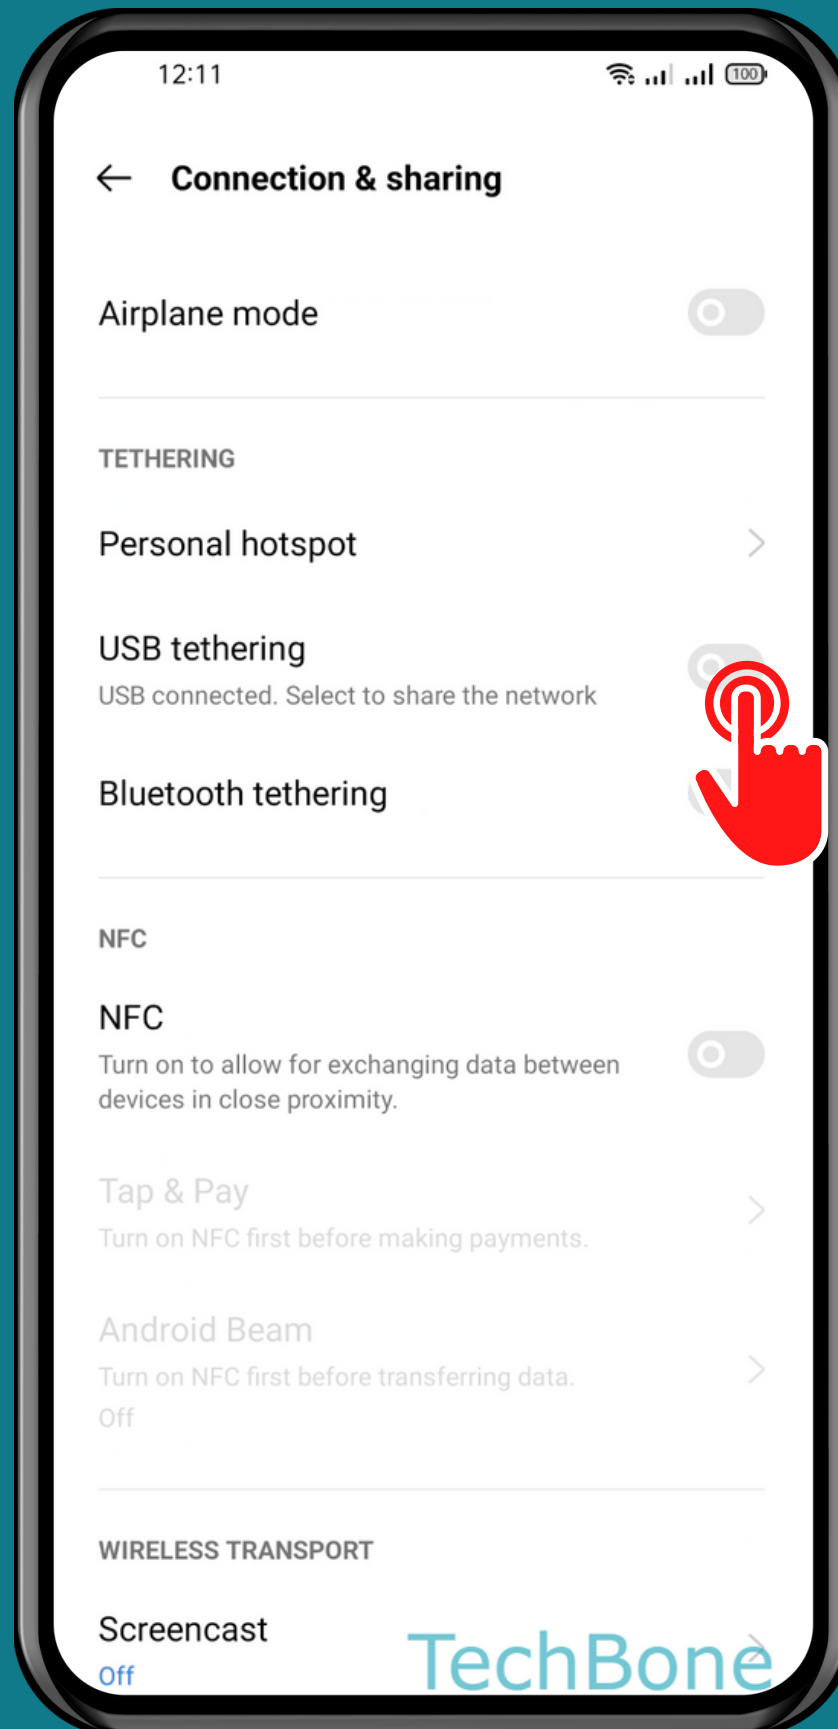 12:11
100
Connection & sharing
Airplane mode
TETHERING
Personal hotspot
USB tethering
USB connected. Select to share the network
Bluetooth tethering
NFC
NFC
Turn on to allow for exchanging data between
devices in close proximity.
Tap & Pay
Turn on NFC first before making payments.
Android Beam
Turn on NFC first before transferring data.
Off
WIRELESS TRANSPORT
Screencast
Off
TechBone